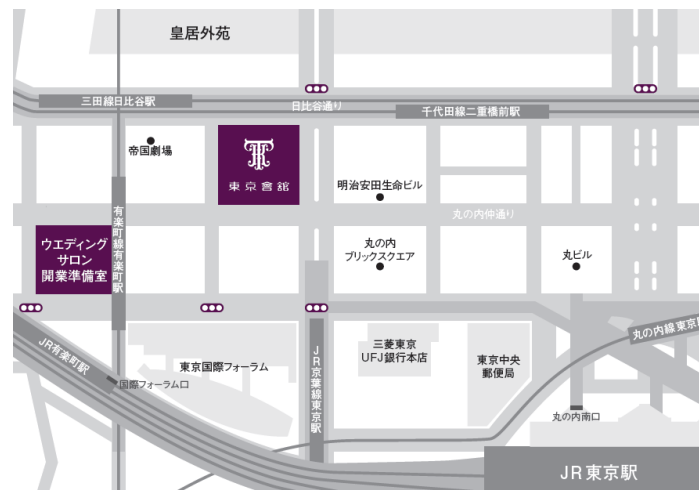 皇居外苑
三田線日比谷駅
日比谷通り
千代田線二重橋前駅
帝国劇場
東京會舘
明治安田生命ビル
丸の内仲通り
有楽町線有楽町駅
ウエディング
サロン
開業準備室
丸の内
ブリックスクエア
丸ビル
JR有楽町駅
国際フォーラム口
東京国際フォーラム
JR京葉線東京駅
三菱東京
UFJ銀行本店
東京中央
郵便局
丸の内線東京
丸の内南口
JR東京駅